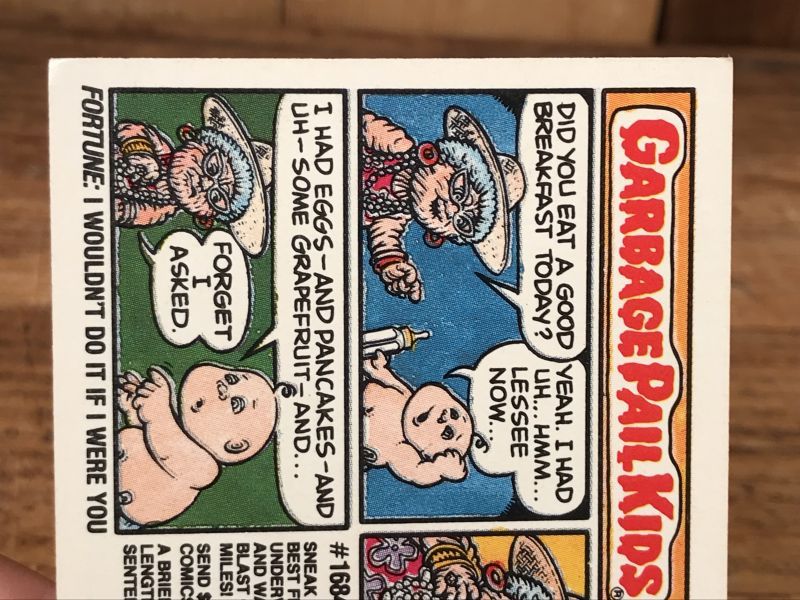 GARBAGE PAIL KIDS®
DID YOU EAT A GOOD
BREAKFAST TODAY?
YEAH. I HAD
UH... HMM...
LESSEE
NOW...
I HAD EGGS-AND PANCAKES-AND
UH-SOME GRAPEFRUIT-AND...
FORGET
I
ASKED.
FORTUNE: I WOULDN'T DO IF I WERE YOU
#1684
SNEAK
BEST F
UNDER
AND W
BLAST
MILES!
SEND $
COMIC
A BRIE
LENGT
SENTE